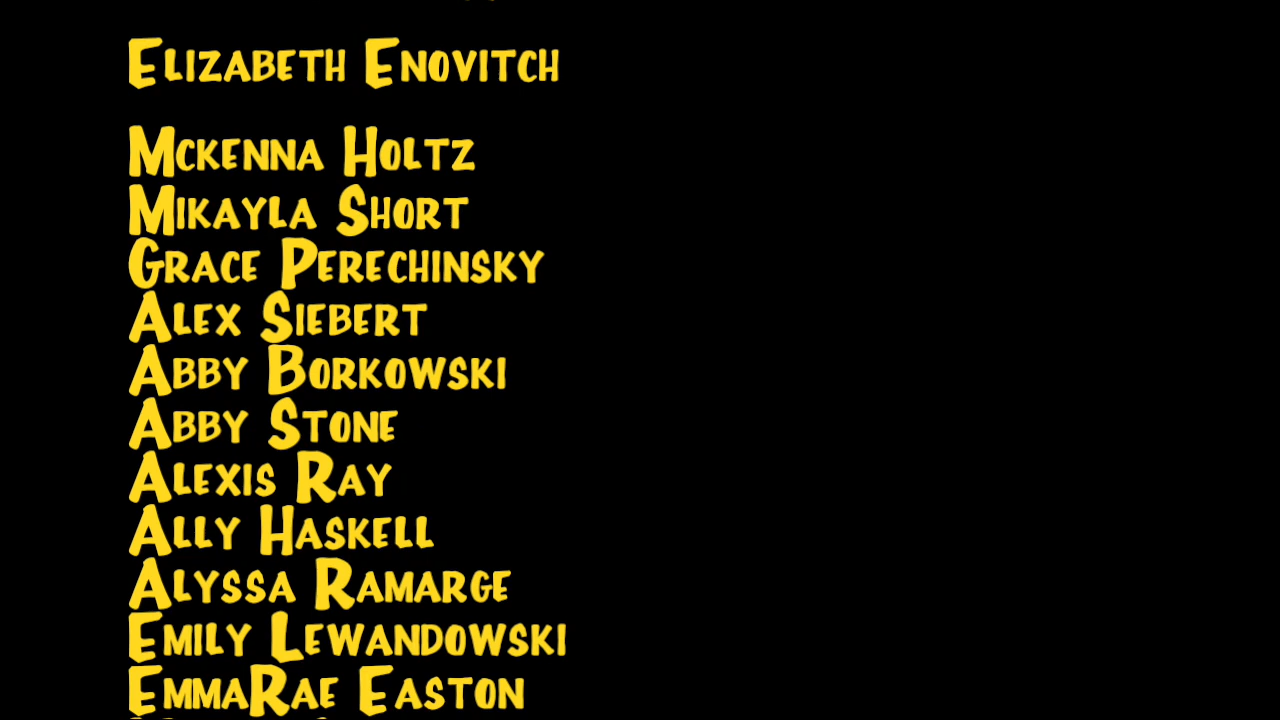 Elizabeth Enovitch
Mckenna Holtz
Mikayla Short
Grace Perechinsky
Alex Siebert
Abby Borkowski
Abby Stone
Alexis Ray
Ally Haskell
Alyssa Ramarge
Emily Lewandowski
EmmaRae Easton